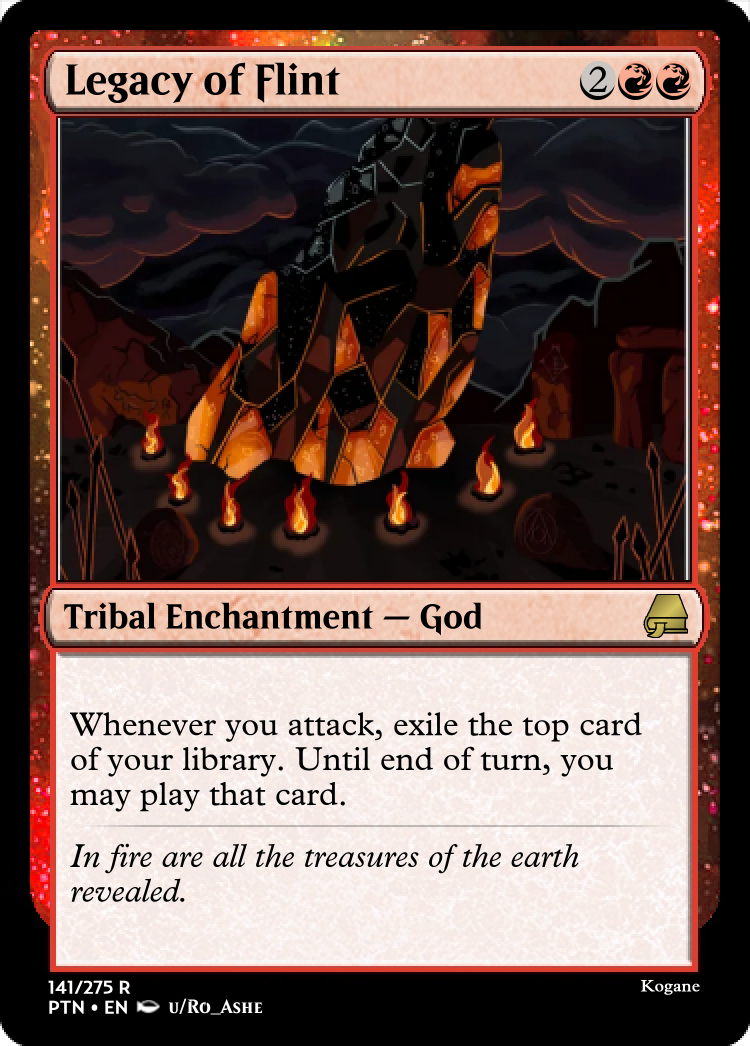 Legacy of Flint 2
Tribal Enchantment — God
Whenever you attack, exile the top card
of your library. Until end of turn, you
may play that card.
In fire are all the treasures of the earth
revealed.
141/275 R
Kogane
PTN • EN u/Ro_Ashe